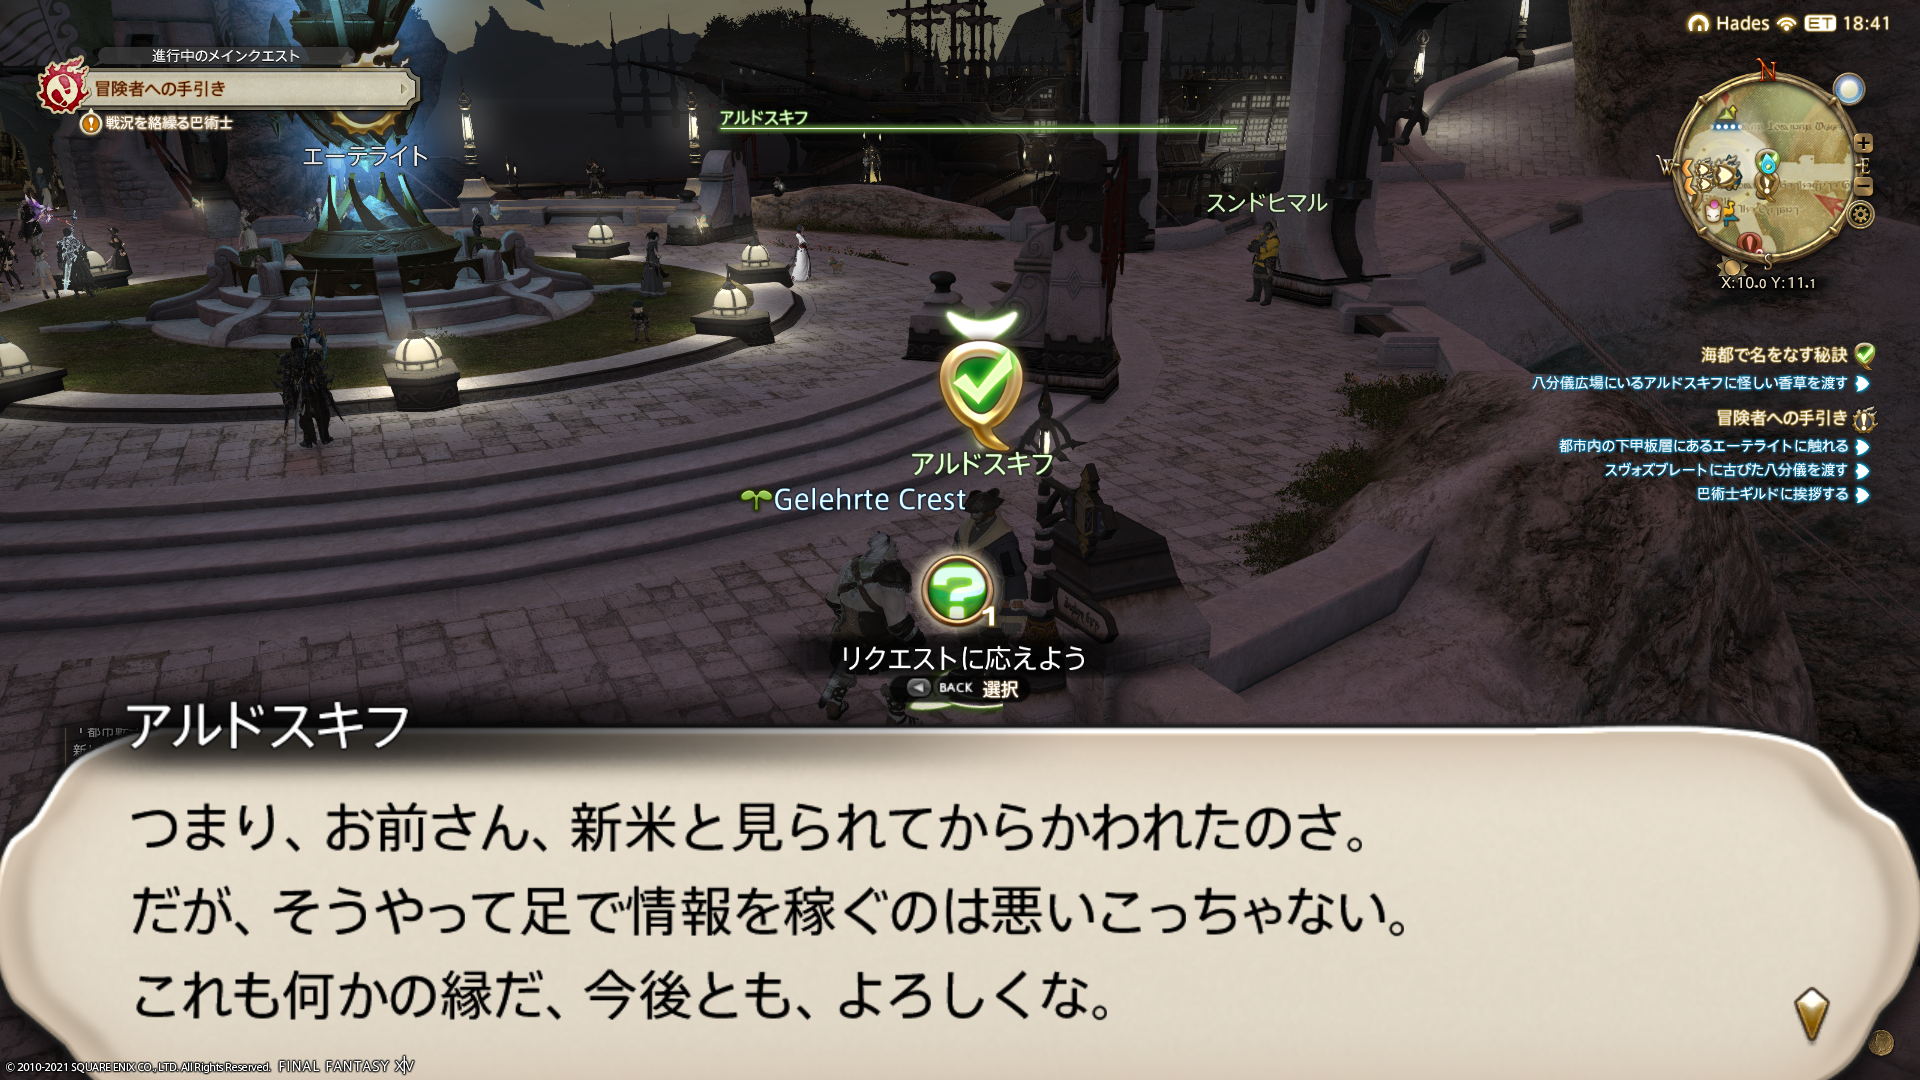 Hades ET 18:41
進行中のメインクエスト
冒険者への手引き
戦況を絡繰る巴術士
アルドスキフ
エーテライト
スンドヒマル
N
W
E
S
X:10.0 Y:11.1
海都で名をなす秘訣
八分儀広場にいるアルドスキフに怪しい香草を渡す
冒険者への手引き
都市内の下甲板層にあるエーテライトに触れる
スヴォズブレートに古びた八分儀を渡す
巴術士ギルドに挨拶する
アルドスキフ
Gelehrte Crest
1
リクエストに応えよう
BACK 選択
アルドスキフ
つまり、お前さん、新米と見られてからかわれたのさ。
だが、そうやって足で情報を稼ぐのは悪いこっちゃない。
これも何かの縁だ、今後とも、よろしくな。
© 2010-2021 SQUARE ENIX CO., LTD. All Rights Reserved. FINAL FANTASY XIV